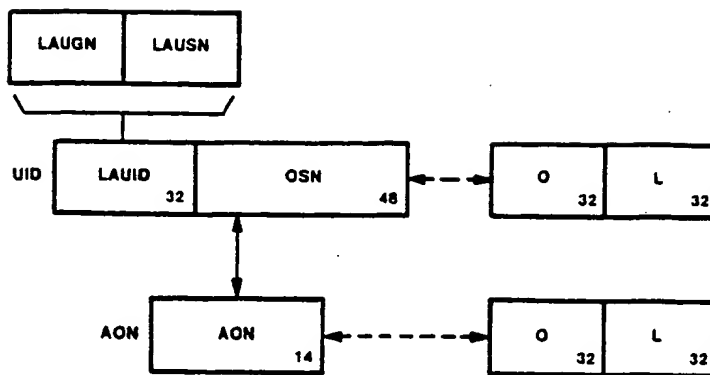 LAUGN LAUSN
UID LAUID 32 OSN 48 O 32 L 32
AON AON 14 O 32 L 32